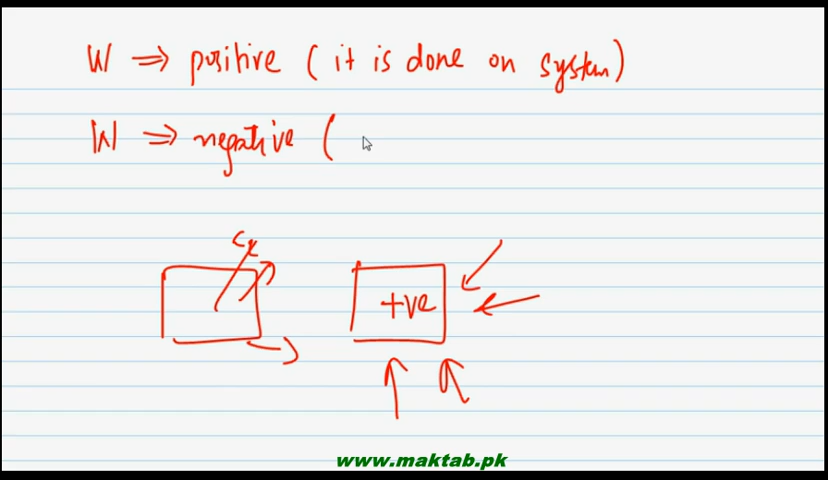 W ⇒ positive ( it is done on system)
W ⇒ negative (
+ve
www.maktab.pk